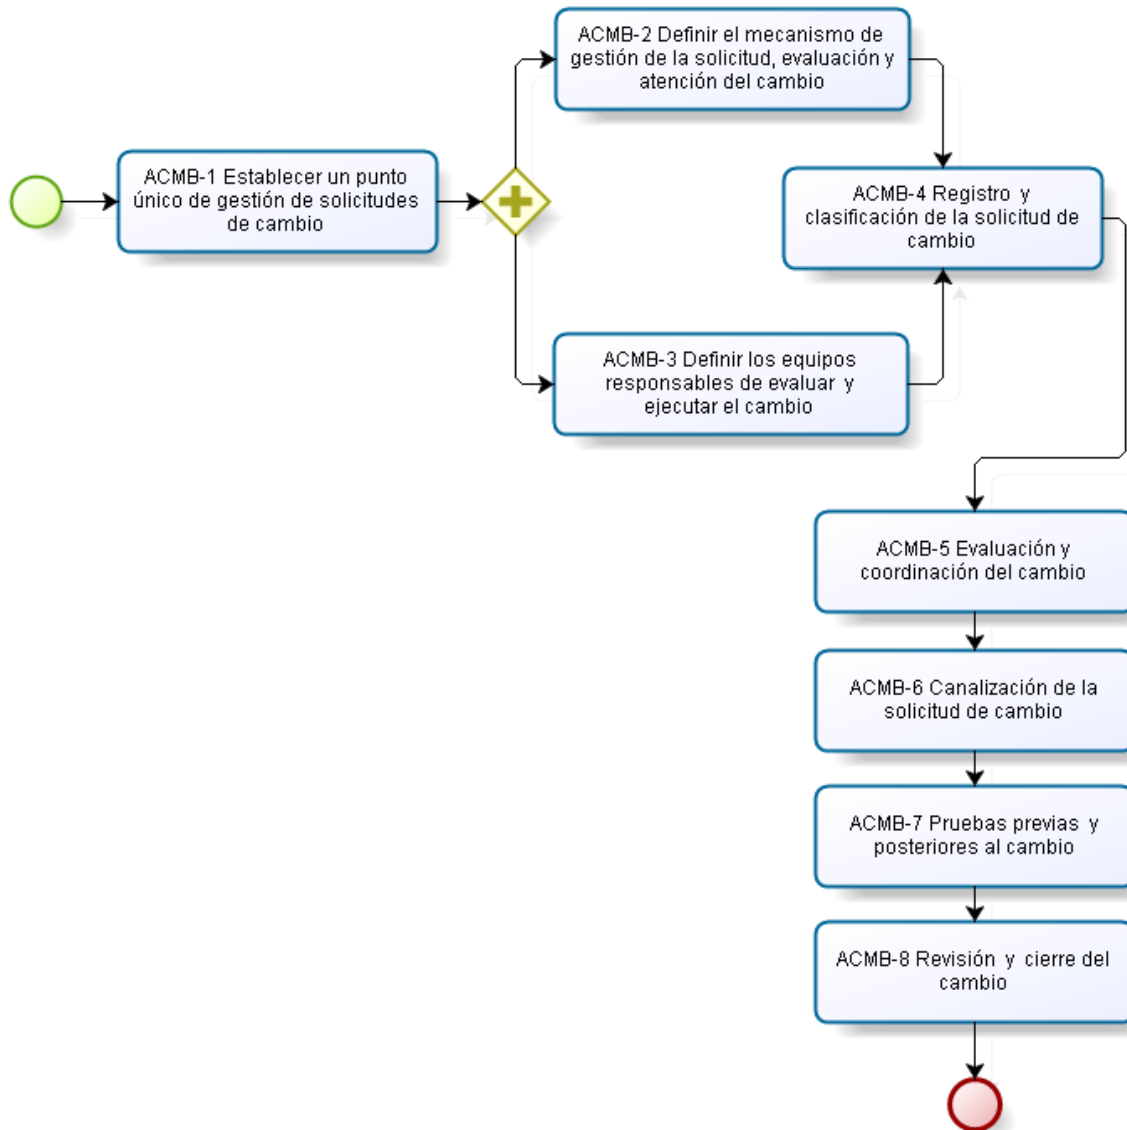 ACMB-2 Definir el mecanismo de
gestión de la solicitud, evaluación y
atención del cambio
ACMB-1 Establecer un punto
único de gestión de solicitudes
de cambio
ACMB-4 Registro y
clasificación de la solicitud de
cambio
ACMB-3 Definir los equipos
responsables de evaluar y
ejecutar el cambio
ACMB-5 Evaluación y
coordinación del cambio
ACMB-6 Canalización de la
solicitud de cambio
ACMB-7 Pruebas previas y
posteriores al cambio
ACMB-8 Revisión y cierre del
cambio